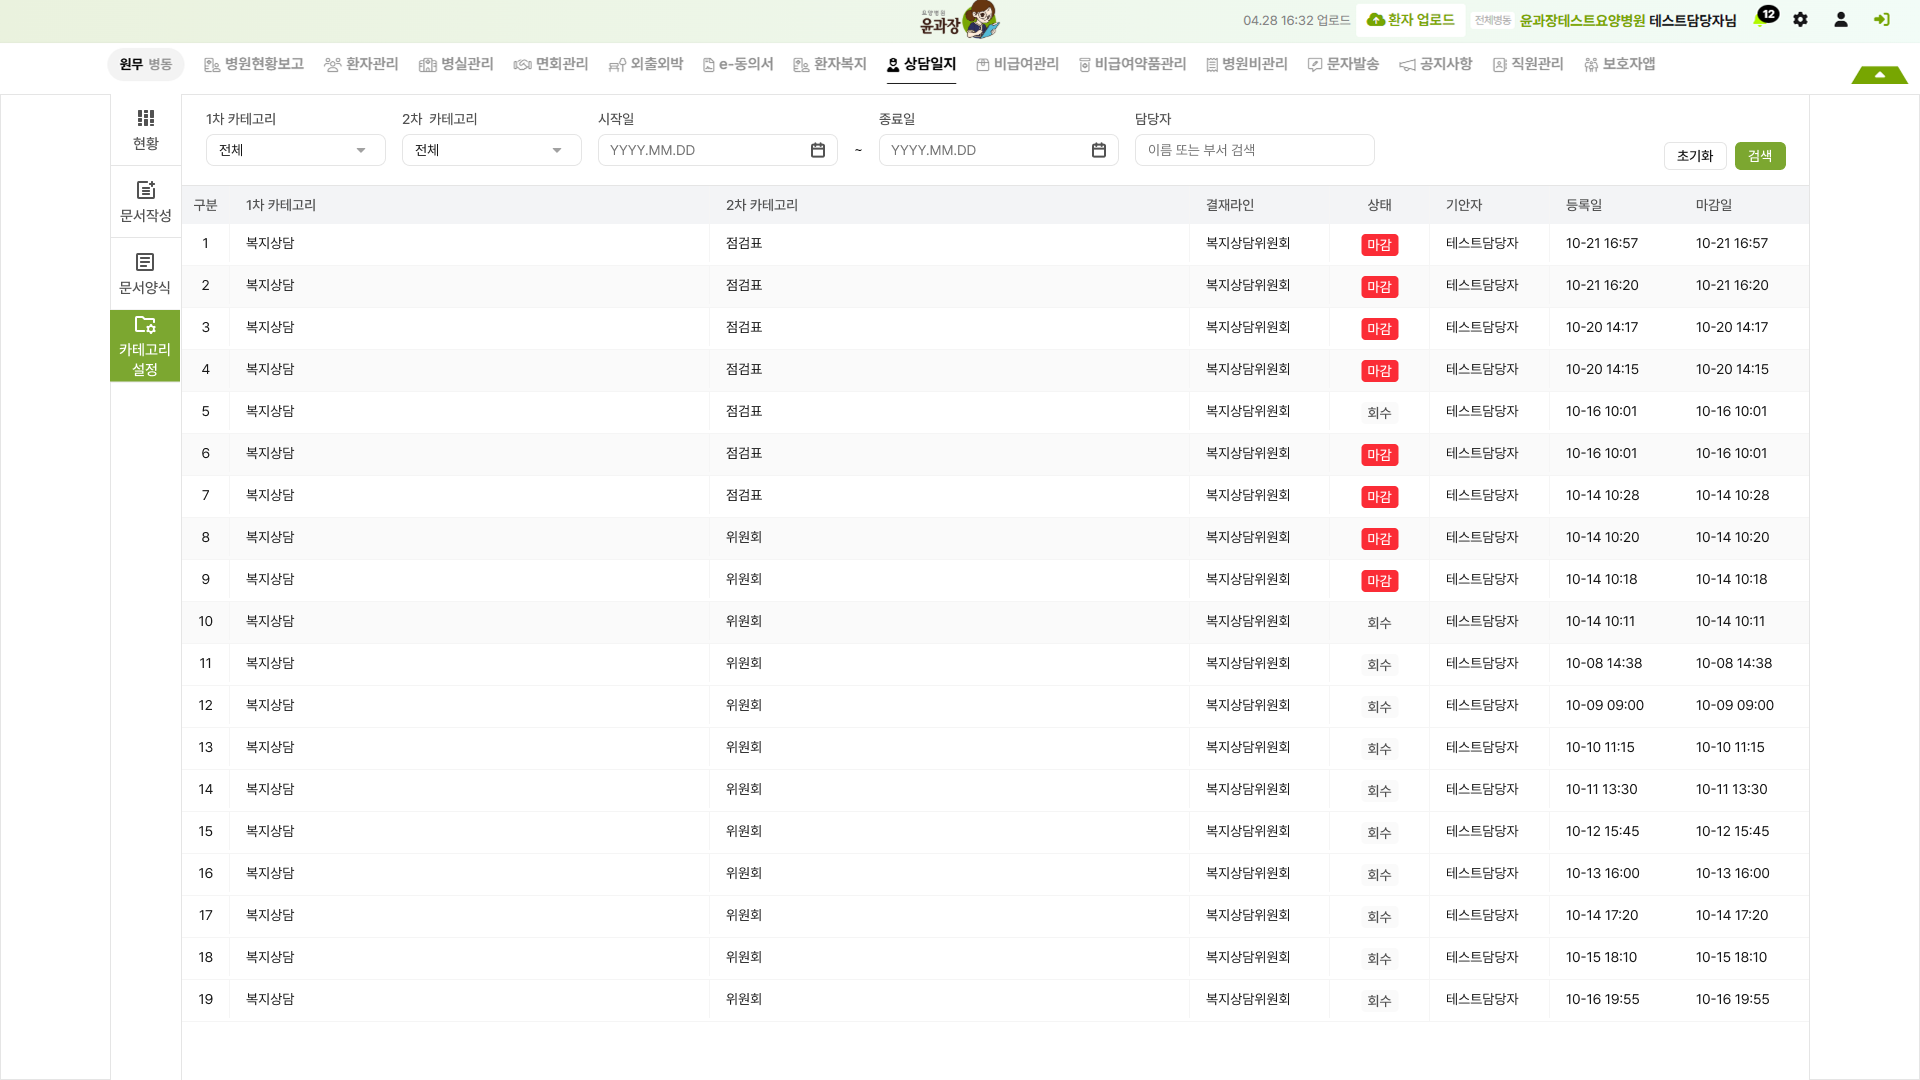 요양병원
윤과장
04.28 16:32 업로드
환자 업로드
전체병동
윤과장테스트요양병원 테스트담당자님
12
원무 병동
병원현황보고
환자관리
병실관리
면회관리
외출외박
e-동의서
환자복지
상담일지
비급여관리
비급여약품관리
병원비관리
문자발송
공지사항
직원관리
보호자앱
현황
문서작성
문서양식
카테고리
설정
1차 카테고리
2차 카테고리
시작일
종료일
담당자
전체
전체
YYYY.MM.DD
~
YYYY.MM.DD
이름 또는 부서 검색
초기화
검색
구분 1차 카테고리 2차 카테고리 결재라인 상태 기안자 등록일 마감일
1 복지상담 점검표 복지상담위원회 마감 테스트담당자 10-21 16:57 10-21 16:57
2 복지상담 점검표 복지상담위원회 마감 테스트담당자 10-21 16:20 10-21 16:20
3 복지상담 점검표 복지상담위원회 마감 테스트담당자 10-20 14:17 10-20 14:17
4 복지상담 점검표 복지상담위원회 마감 테스트담당자 10-20 14:15 10-20 14:15
5 복지상담 점검표 복지상담위원회 회수 테스트담당자 10-16 10:01 10-16 10:01
6 복지상담 점검표 복지상담위원회 마감 테스트담당자 10-16 10:01 10-16 10:01
7 복지상담 점검표 복지상담위원회 마감 테스트담당자 10-14 10:28 10-14 10:28
8 복지상담 위원회 복지상담위원회 마감 테스트담당자 10-14 10:20 10-14 10:20
9 복지상담 위원회 복지상담위원회 마감 테스트담당자 10-14 10:18 10-14 10:18
10 복지상담 위원회 복지상담위원회 회수 테스트담당자 10-14 10:11 10-14 10:11
11 복지상담 위원회 복지상담위원회 회수 테스트담당자 10-08 14:38 10-08 14:38
12 복지상담 위원회 복지상담위원회 회수 테스트담당자 10-09 09:00 10-09 09:00
13 복지상담 위원회 복지상담위원회 회수 테스트담당자 10-10 11:15 10-10 11:15
14 복지상담 위원회 복지상담위원회 회수 테스트담당자 10-11 13:30 10-11 13:30
15 복지상담 위원회 복지상담위원회 회수 테스트담당자 10-12 15:45 10-12 15:45
16 복지상담 위원회 복지상담위원회 회수 테스트담당자 10-13 16:00 10-13 16:00
17 복지상담 위원회 복지상담위원회 회수 테스트담당자 10-14 17:20 10-14 17:20
18 복지상담 위원회 복지상담위원회 회수 테스트담당자 10-15 18:10 10-15 18:10
19 복지상담 위원회 복지상담위원회 회수 테스트담당자 10-16 19:55 10-16 19:55